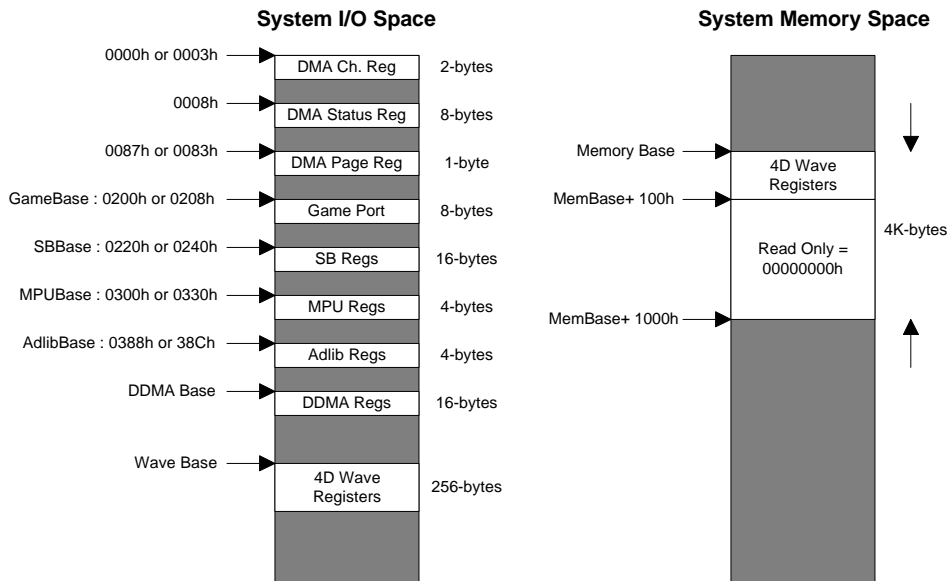 System I/O Space
0000h or 0003h
DMA Ch. Reg
2-bytes
0008h
DMA Status Reg
8-bytes
0087h or 0083h
DMA Page Reg
1-byte
GameBase : 0200h or 0208h
Game Port
8-bytes
SBBase : 0220h or 0240h
SB Regs
16-bytes
MPUBase : 0300h or 0330h
MPU Regs
4-bytes
AdlibBase : 0388h or 38Ch
Adlib Regs
4-bytes
DDMA Base
DDMA Regs
16-bytes
Wave Base
4D Wave
Registers
256-bytes
System Memory Space
Memory Base
4D Wave
Registers
MemBase+ 100h
Read Only =
00000000h
4K-bytes
MemBase+ 1000h